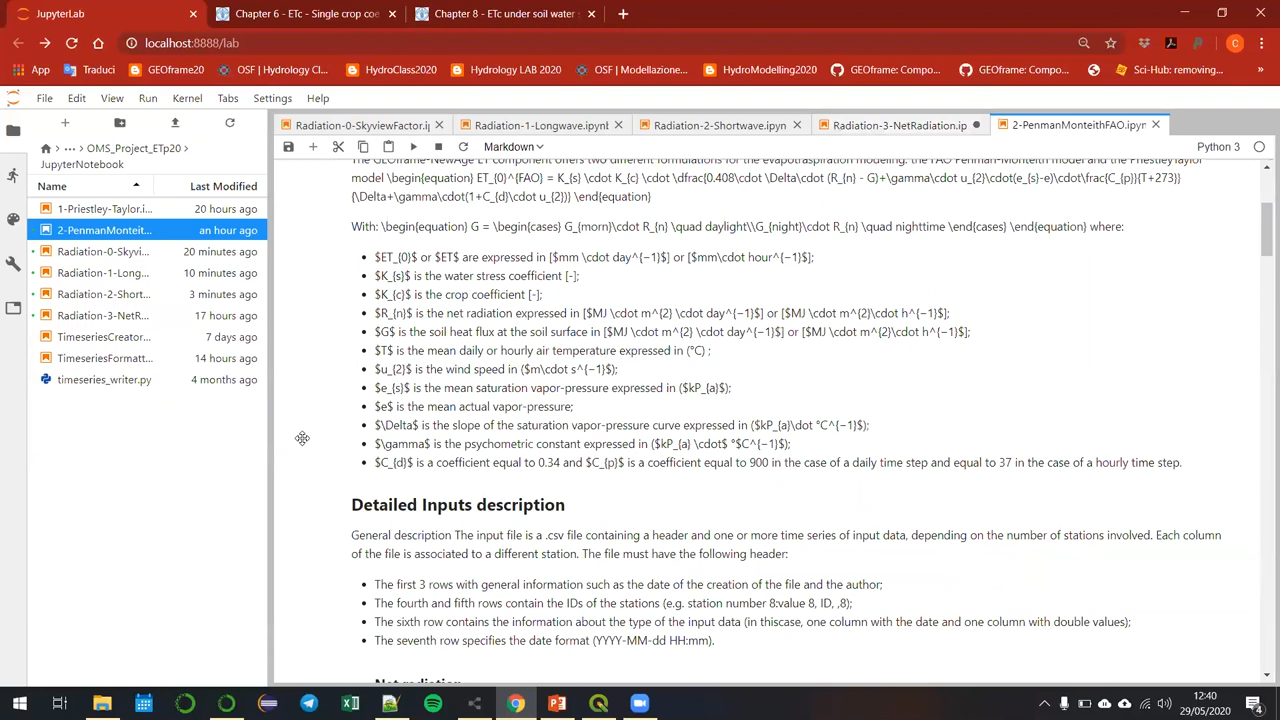 JupyterLab
Chapter 6 - ETc - Single crop co
Chapter 8 - ETc under soil water
localhost:8888/lab
App
Traduci
GEOframe20
OSF | Hydrology Cl...
HydroClass2020
Hydrology LAB 2020
OSF | Modellazione...
HydroModelling2020
GEOframe: Compo...
GEOframe: Compo...
Sci-Hub: removing...
»
File Edit View Run Kernel Tabs Settings Help
Radiation-0-SkyviewFactor.ip
Radiation-1-Longwave.ipynb
Radiation-2-Shortwave.ipyn
Radiation-3-NetRadiation.ip
2-PenmanMonteithFAO.ipyn
Markdown
Python 3
/ ··· / OMS_Project_ETp20 /
JupyterNotebook
Name Last Modified
1-Priestley-Taylor.i... 20 hours ago
2-PenmanMonteit... an hour ago
Radiation-0-Skyvi... 20 minutes ago
Radiation-1-Long... 10 minutes ago
Radiation-2-Short... 3 minutes ago
Radiation-3-NetR... 17 hours ago
TimeseriesCreator... 7 days ago
TimeseriesFormatt... 14 hours ago
timeseries_writer.py 4 months ago
The GEOframe-NewAge ET component offers two different formulations for the evapotraspiration modeling: the FAO Penman-Monteith model and the PriestleyTaylor
model \begin{equation} ET_{0}^{FAO} = K_{s} \cdot K_{c} \cdot \dfrac{0.408\cdot \Delta\cdot (R_{n} - G)+\gamma\cdot u_{2}\cdot(e_{s}-e)\cdot\frac{C_{p}}{T+273}}
{\Delta+\gamma\cdot(1+C_{d}\cdot u_{2})} \end{equation}
With: \begin{equation} G = \begin{cases} G_{morn}\cdot R_{n} \quad daylight\\G_{night}\cdot R_{n} \quad nighttime \end{cases} \end{equation} where:
• $ET_{0}$ or $ET$ are expressed in [$mm \cdot day^{−1}$] or [$mm\cdot hour^{−1}$];
• $K_{s}$ is the water stress coefficient [-];
• $K_{c}$ is the crop coefficient [-];
• $R_{n}$ is the net radiation expressed in [$MJ \cdot m^{2} \cdot day^{−1}$] or [$MJ \cdot m^{2}\cdot h^{−1}$];
• $G$ is the soil heat flux at the soil surface in [$MJ \cdot m^{2} \cdot day^{−1}$] or [$MJ \cdot m^{2}\cdot h^{−1}$];
• $T$ is the mean daily or hourly air temperature expressed in (°C) ;
• $u_{2}$ is the wind speed in ($m\cdot s^{−1}$);
• $e_{s}$ is the mean saturation vapor-pressure expressed in ($kP_{a}$);
• $e$ is the mean actual vapor-pressure;
• $\Delta$ is the slope of the saturation vapor-pressure curve expressed in ($kP_{a}\dot °C^{−1}$);
• $\gamma$ is the psychometric constant expressed in ($kP_{a} \cdot$ °$C^{−1}$);
• $C_{d}$ is a coefficient equal to 0.34 and $C_{p}$ is a coefficient equal to 900 in the case of a daily time step and equal to 37 in the case of a hourly time step.
Detailed Inputs description
General description The input file is a .csv file containing a header and one or more time series of input data, depending on the number of stations involved. Each column
of the file is associated to a different station. The file must have the following header:
• The first 3 rows with general information such as the date of the creation of the file and the author;
• The fourth and fifth rows contain the IDs of the stations (e.g. station number 8:value 8, ID, ,8);
• The sixth row contains the information about the type of the input data (in thiscase, one column with the date and one column with double values);
• The seventh row specifies the date format (YYYY-MM-dd HH:mm).
Net radiation
12:40
29/05/2020